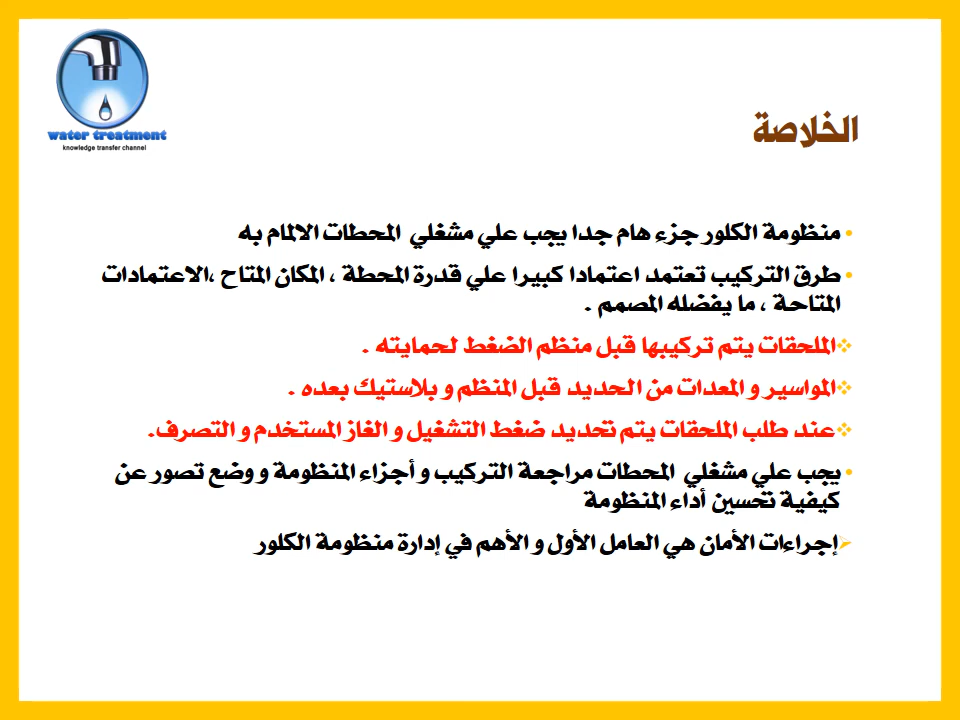 water treatment
knowledge transfer channel
الخلاصة
• منظومة الكلور جزء هام جدا يجب علي مشغلي المحطات الالمام به
• طرق التركيب تعتمد اعتمادا كبيرا علي قدرة المحطة ، المكان المتاح ،الاعتمادات
المتاحة ، ما يفضله المصمم .
❖الملحقات يتم تركيبها قبل منظم الضغط لحمايته .
❖المواسير و المعدات من الحديد قبل المنظم و بلاستيك بعده .
❖عند طلب الملحقات يتم تحديد ضغط التشغيل و الغاز المستخدم و التصرف.
• يجب علي مشغلي المحطات مراجعة التركيب و أجزاء المنظومة و وضع تصور عن
كيفية تحسين أداء المنظومة
➢إجراءات الأمان هي العامل الأول و الأهم في إدارة منظومة الكلور